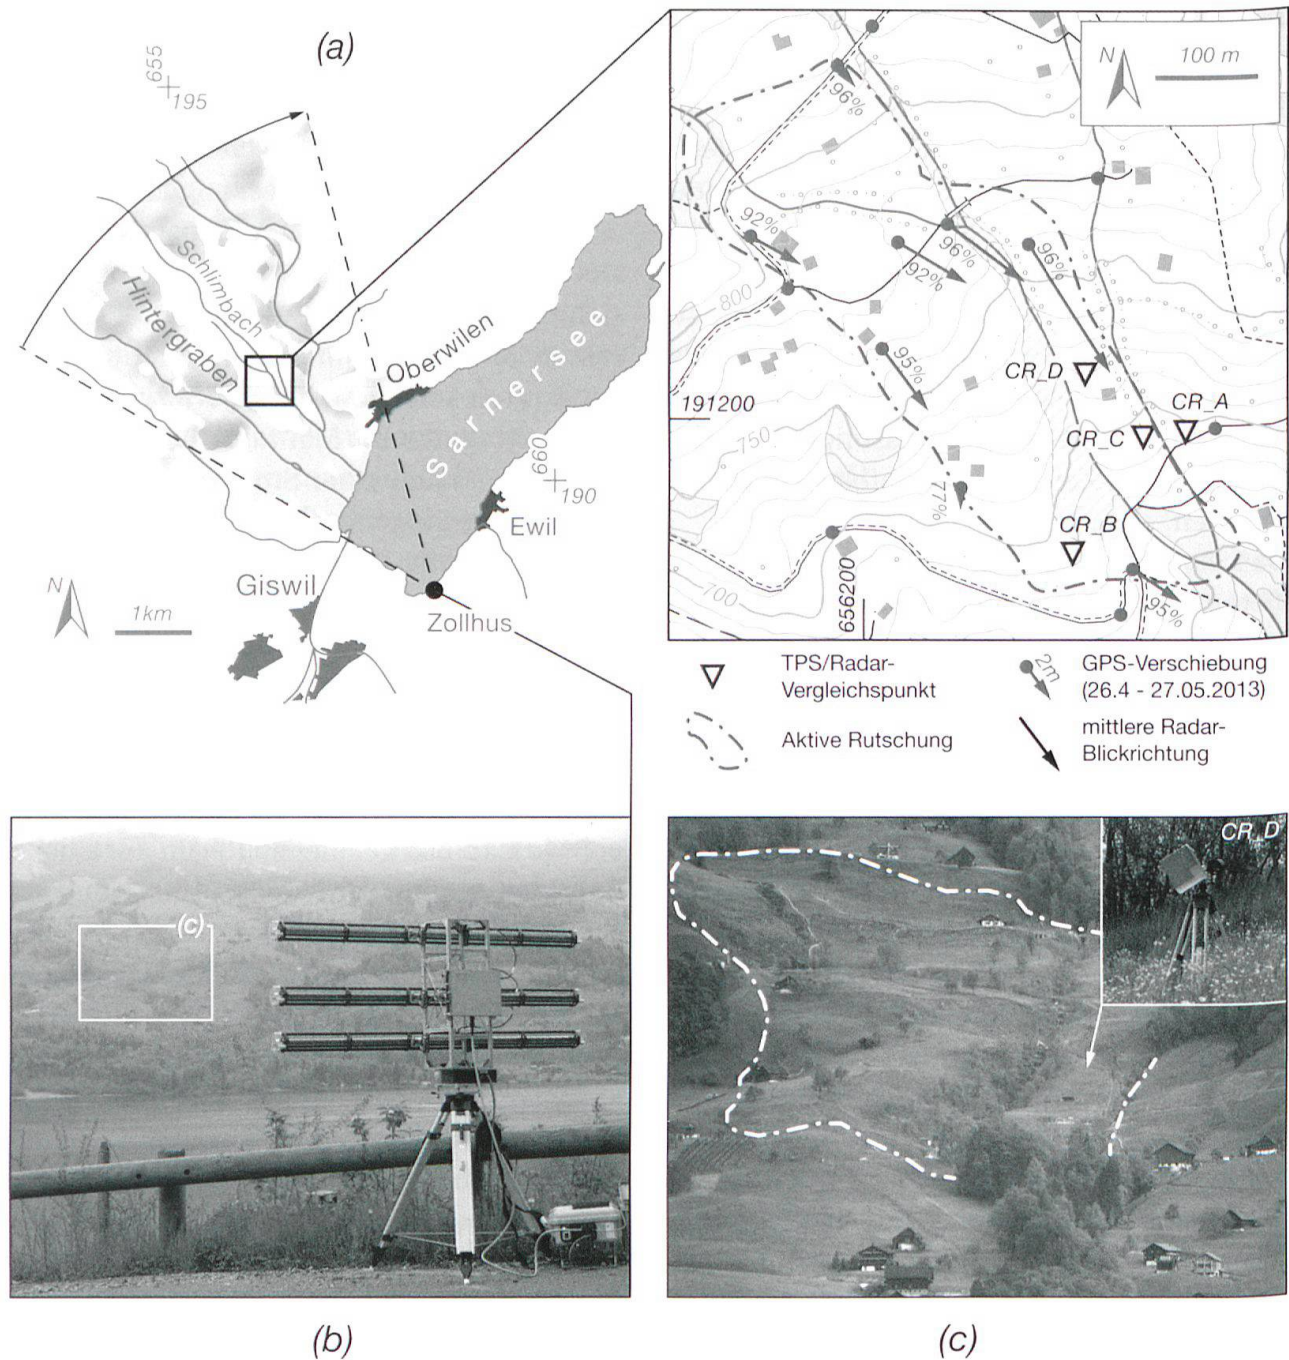 (a)
655
195
Schlimbach
Hintergraben
Oberwilen
Sarnersee
660
190
Ewil
Giswil
N
1km
Zollhus
N
100 m
96%
92%
96%
92%
96%
800
95%
CR_D
191200
CR_A
CR_C
750
77%
CR_B
700
656200
95%
TPS/Radar-
Vergleichspunkt
2m
GPS-Verschiebung
(26.4 - 27.05.2013)
Aktive Rutschung
mittlere Radar-
Blickrichtung
(c)
CR_D
(b)
(c)